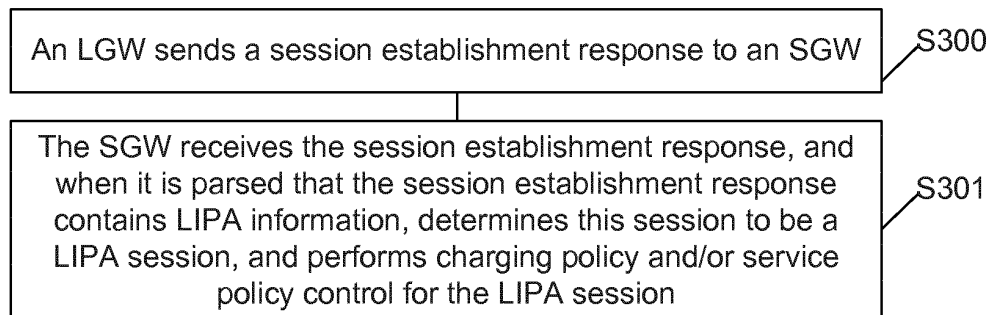 An LGW sends a session establishment response to an SGW
S300
The SGW receives the session establishment response, and
when it is parsed that the session establishment response
contains LIPA information, determines this session to be a
LIPA session, and performs charging policy and/or service
policy control for the LIPA session
S301